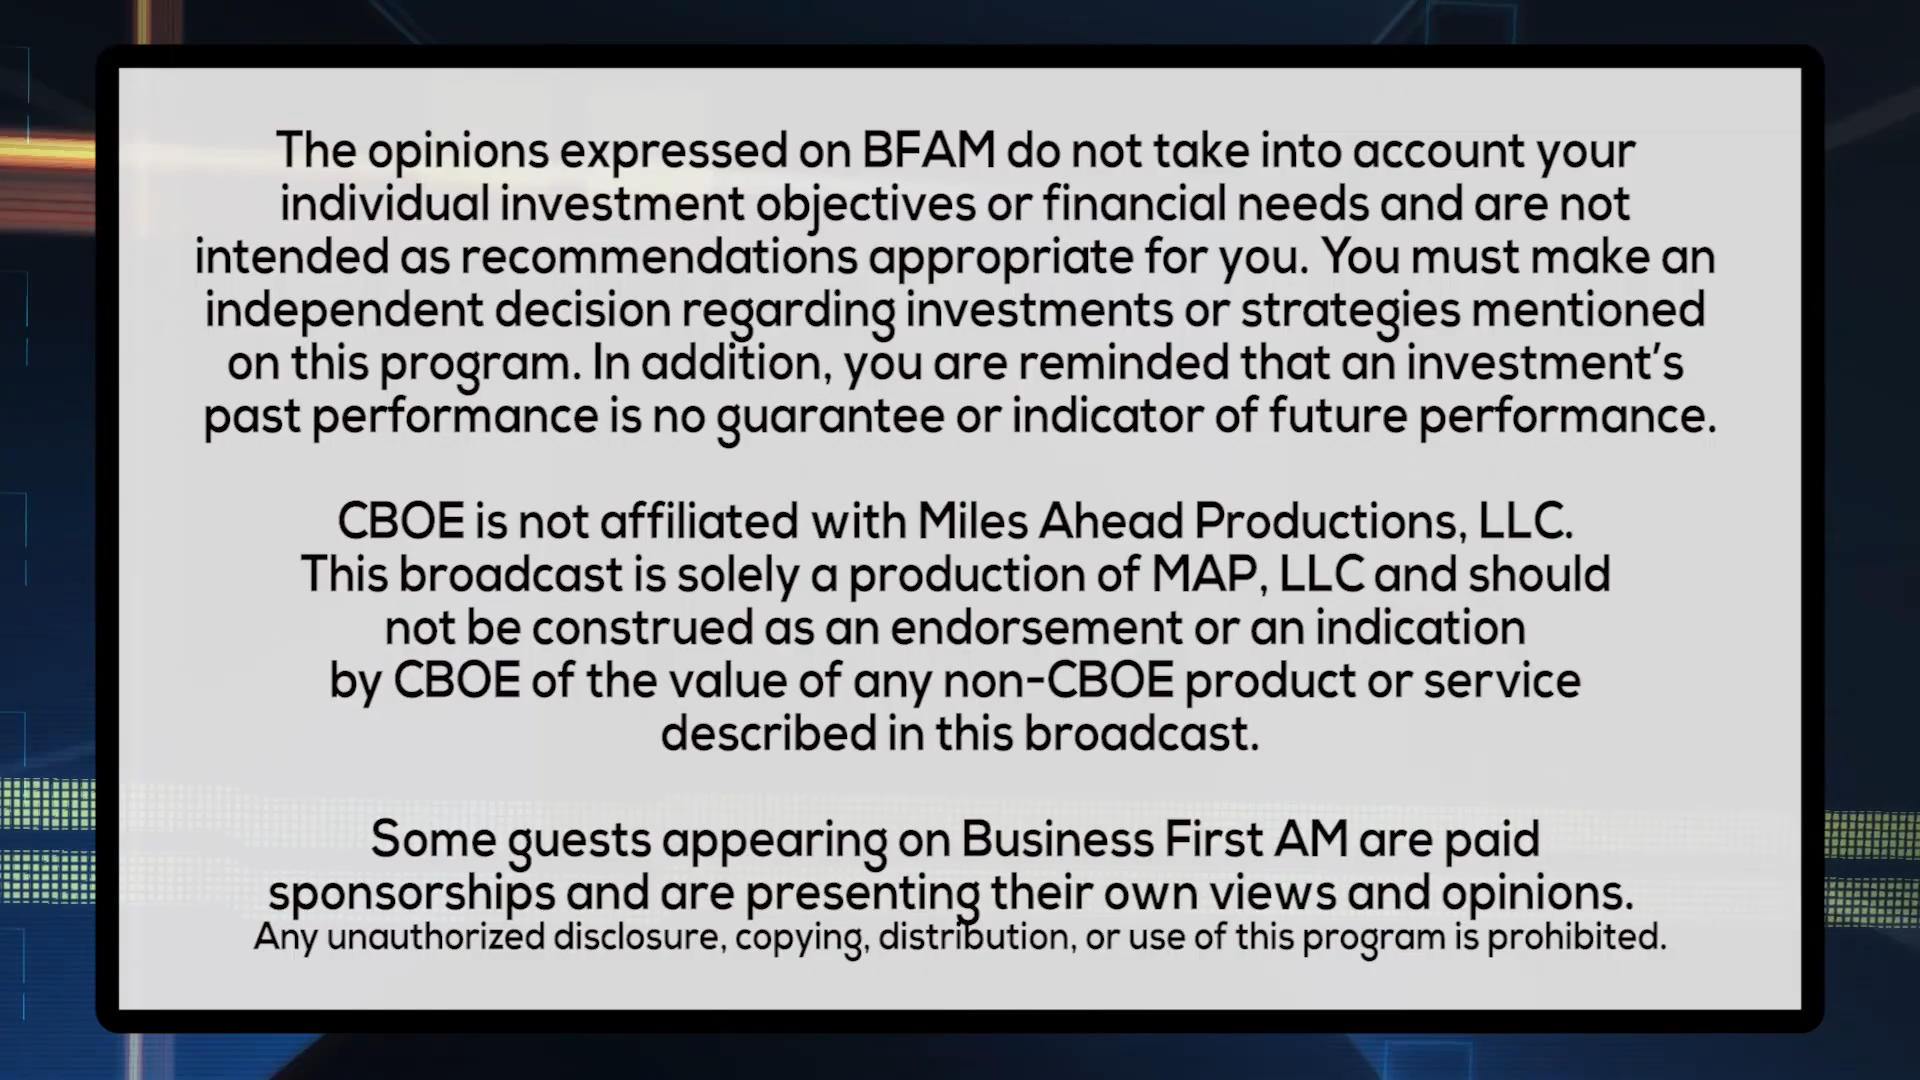 The opinions expressed on BFAM do not take into account your
individual investment objectives or financial needs and are not
intended as recommendations appropriate for you. You must make an
independent decision regarding investments or strategies mentioned
on this program. In addition, you are reminded that an investment’s
past performance is no guarantee or indicator of future performance.
CBOE is not affiliated with Miles Ahead Productions, LLC.
This broadcast is solely a production of MAP, LLC and should
not be construed as an endorsement or an indication
by CBOE of the value of any non-CBOE product or service
described in this broadcast.
Some guests appearing on Business First AM are paid
sponsorships and are presenting their own views and opinions.
Any unauthorized disclosure, copying, distribution, or use of this program is prohibited.